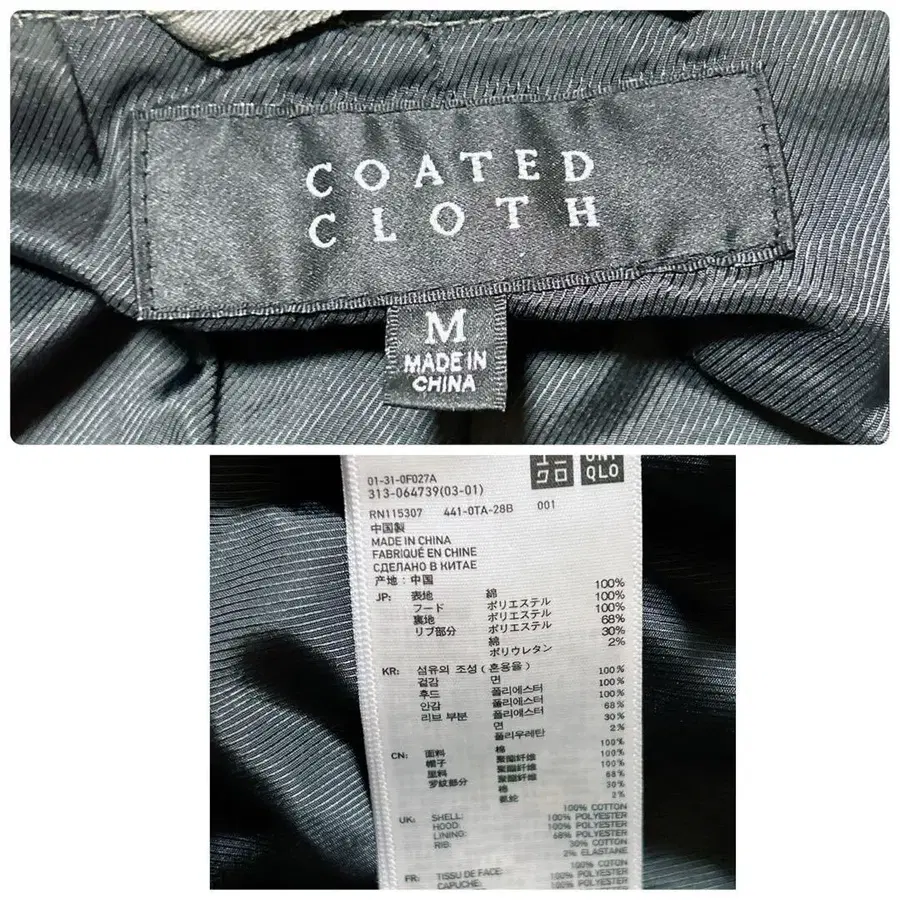 COATED
CLOTH
M
MADE IN
CHINA
QLO
01-31-0F027A
313-064739(03-01)
RN115307 441-0TA-28B 001
中国製
MADE IN CHINA
FABRIQUÉ EN CHINE
СДЕЛАНО В КИТАЕ
产地：中国
JP: 表地 綿 100%
フード ポリエステル 100%
裏地 ポリエステル 100%
リブ部分 ポリエステル 68%
綿 30%
ポリウレタン 2%
KR: 섬유의 조성 ( 혼용율 )
겉감 면 100%
후드 폴리에스터 100%
안감 폴리에스터 100%
리브 부분 폴리에스터 68%
면 30%
폴리우레탄 2%
CN: 面料 棉 100%
帽子 聚酯纤维 100%
里料 聚酯纤维 100%
罗纹部分 聚酯纤维 68%
棉 30%
氨纶 2%
UK: SHELL: 100% COTTON
HOOD: 100% POLYESTER
LINING: 100% POLYESTER
RIB: 68% POLYESTER
30% COTTON
2% ELASTANE
FR: TISSU DE FACE: 100% COTON
CAPUCHE: 100% POLYESTER